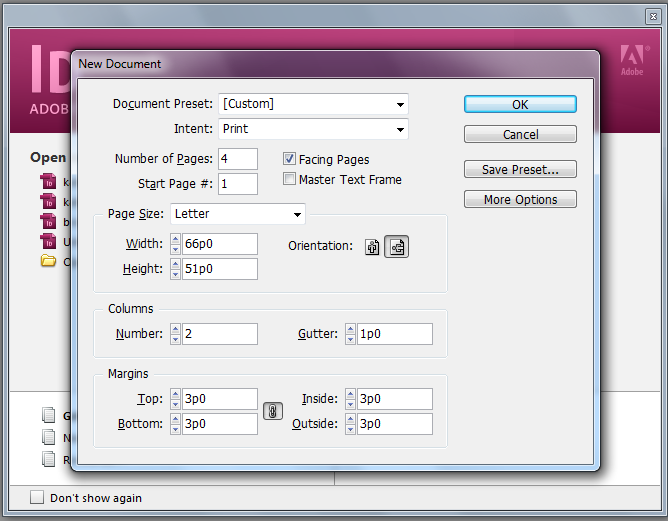 ID
ADOB
Adobe
New Document
Document Preset: [Custom]
OK
Intent: Print
Cancel
Number of Pages: 4
Facing Pages
Save Preset...
Start Page #: 1
Master Text Frame
More Options
Page Size: Letter
Width: 66p0
Orientation:
Height: 51p0
Columns
Number: 2
Gutter: 1p0
Margins
Top: 3p0
Inside: 3p0
Bottom: 3p0
Outside: 3p0
Open
k
k
b
U
C
G
N
R
Don't show again